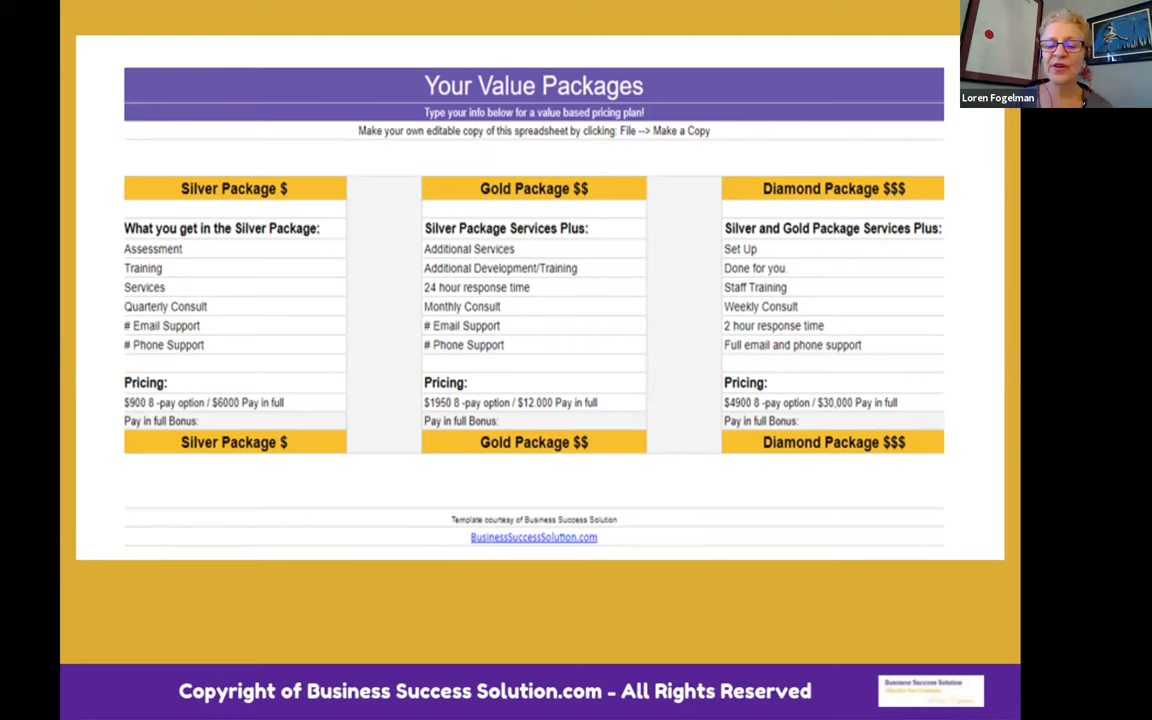 Loren Fogelman
Your Value Packages
Type your info below for a value based pricing plan!
Make your own editable copy of this spreadsheet by clicking: File --> Make a Copy
Silver Package $
What you get in the Silver Package:
Assessment
Training
Services
Quarterly Consult
# Email Support
# Phone Support
Pricing:
$900 8 -pay option / $6000 Pay in full
Pay in full Bonus:
Silver Package $
Gold Package $$
Silver Package Services Plus:
Additional Services
Additional Development/Training
24 hour response time
Monthly Consult
# Email Support
# Phone Support
Pricing:
$1950 8 -pay option / $12.000 Pay in full
Pay in full Bonus:
Gold Package $$
Diamond Package $$$
Silver and Gold Package Services Plus:
Set Up
Done for you.
Staff Training
Weekly Consult
2 hour response time
Full email and phone support
Pricing:
$4900 8 -pay option / $30,000 Pay in full
Pay in full Bonus:
Diamond Package $$$
Template courtesy of Business Success Solution
BusinessSuccessSolution.com
Copyright of Business Success Solution.com - All Rights Reserved
Business Success Solution